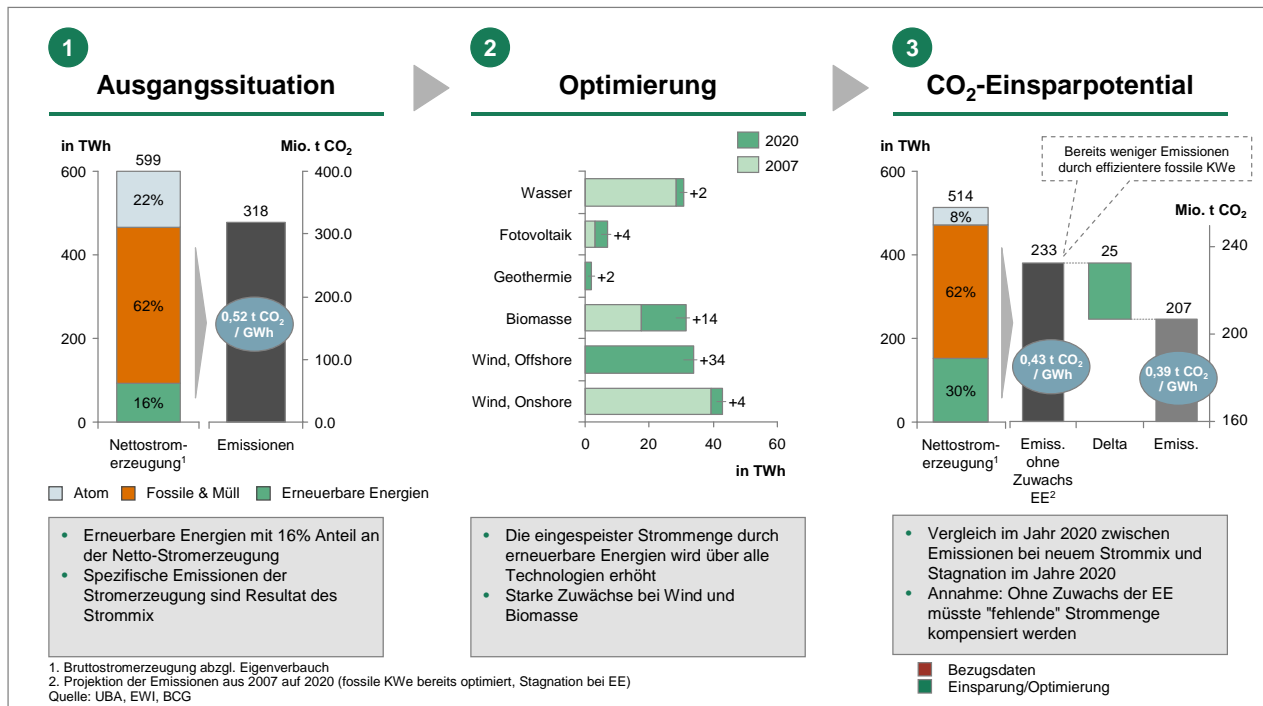 1
Ausgangssituation
in TWh
Mio. t CO2
599
600
400
200
0
22%
62%
16%
318
0,52 t CO2
/ GWh
400.0
300.0
200.0
100.0
0.0
Nettostrom-
erzeugung1
Emissionen
Atom
Fossile & Müll
Erneuerbare Energien
• Erneuerbare Energien mit 16% Anteil an
der Netto-Stromerzeugung
• Spezifische Emissionen der
Stromerzeugung sind Resultat des
Strommix
2
Optimierung
2020
2007
Wasser
+2
Fotovoltaik
+4
Geothermie
+2
Biomasse
+14
Wind, Offshore
+34
Wind, Onshore
+4
0
20
40
60
in TWh
• Die eingespeister Strommenge durch
erneuerbare Energien wird über alle
Technologien erhöht
• Starke Zuwächse bei Wind und
Biomasse
3
CO2-Einsparpotential
in TWh
Bereits weniger Emissionen
durch effizientere fossile KWe
Mio. t CO2
600
400
200
0
514
8%
62%
30%
233
0,43 t CO2
/ GWh
25
207
0,39 t CO2
/ GWh
240
200
160
Nettostrom-
erzeugung1
Emiss.
ohne
Zuwachs
EE2
Delta
Emiss.
• Vergleich im Jahr 2020 zwischen
Emissionen bei neuem Strommix und
Stagnation im Jahre 2020
• Annahme: Ohne Zuwachs der EE
müsste "fehlende" Strommenge
kompensiert werden
Bezugsdaten
Einsparung/Optimierung
1. Bruttostromerzeugung abzgl. Eigenverbauch
2. Projektion der Emissionen aus 2007 auf 2020 (fossile KWe bereits optimiert, Stagnation bei EE)
Quelle: UBA, EWI, BCG